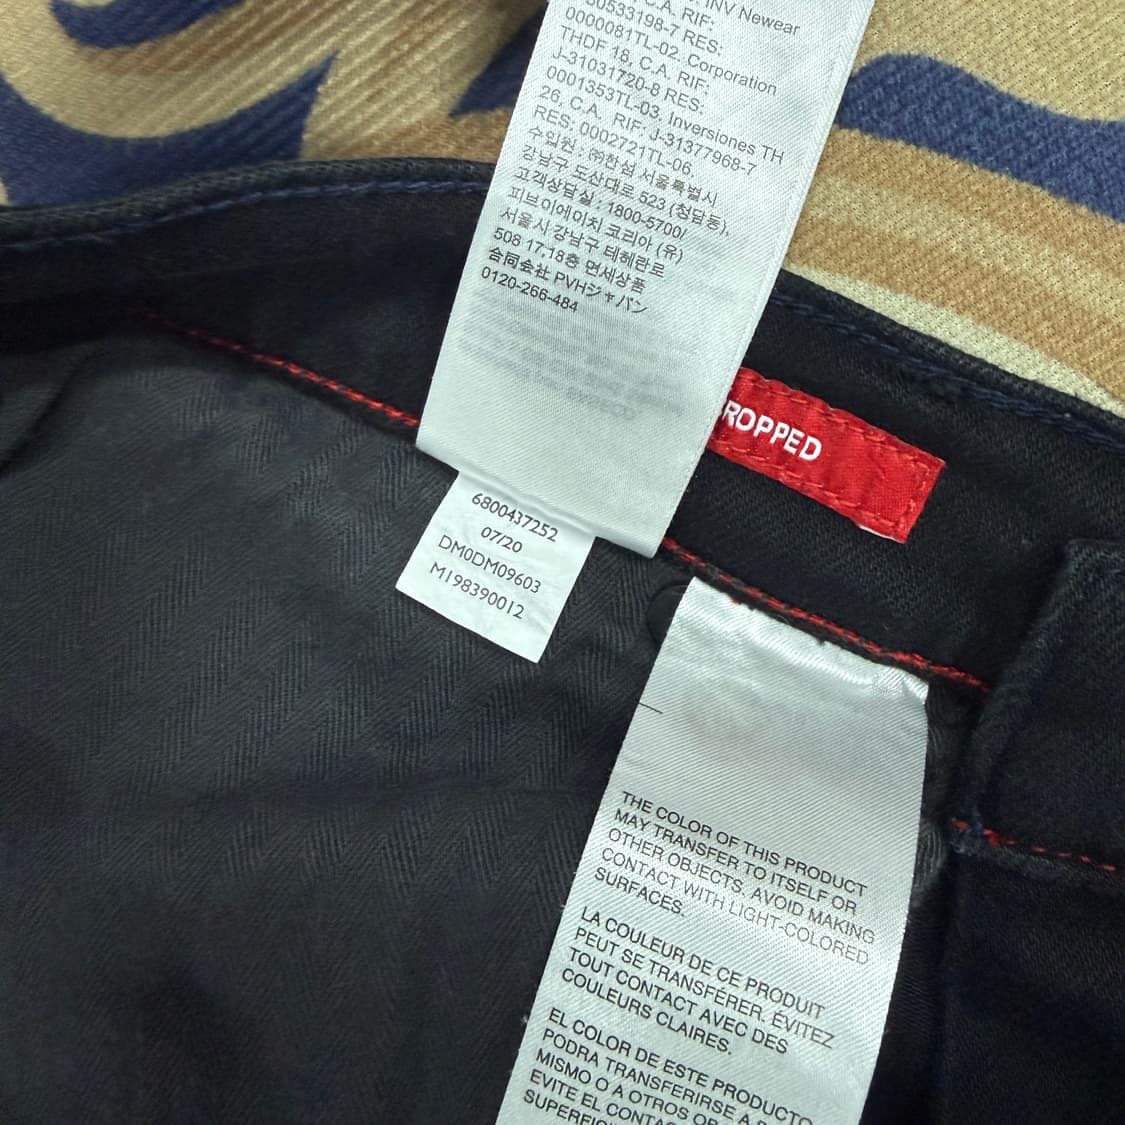 INV Newear
C.A. RIF:
0533198-7 RES:
0000081TL-02. Corporation
THDF 18, C.A. RIF:
J-31031720-8 RES:
0001353TL-03. Inversiones TH
26, C.A. RIF: J-31377968-7
RES: 0002721TL-06.
수입원 : ㈜한섬 서울특별시
강남구 도산대로 523 (청담동),
고객상담실 : 1800-5700/
피브이에이치 코리아 (유)
서울시 강남구 테헤란로
508 17,18층 면세상품
合同会社 PVHジャパン
0120-266-484
ROPPED
6800437252
07/20
DM0DM09603
M198390012
THE COLOR OF THIS PRODUCT
MAY TRANSFER TO ITSELF OR
OTHER OBJECTS. AVOID MAKING
CONTACT WITH LIGHT-COLORED
SURFACES.
LA COULEUR DE CE PRODUIT
PEUT SE TRANSFÉRER. ÉVITEZ
TOUT CONTACT AVEC DES
COULEURS CLAIRES.
EL COLOR DE ESTE PRODUCTO
PODRA TRANSFERIRSE A S
MISMO O A OTROS OB
EVITE EL CONTAC
SUPERFIC